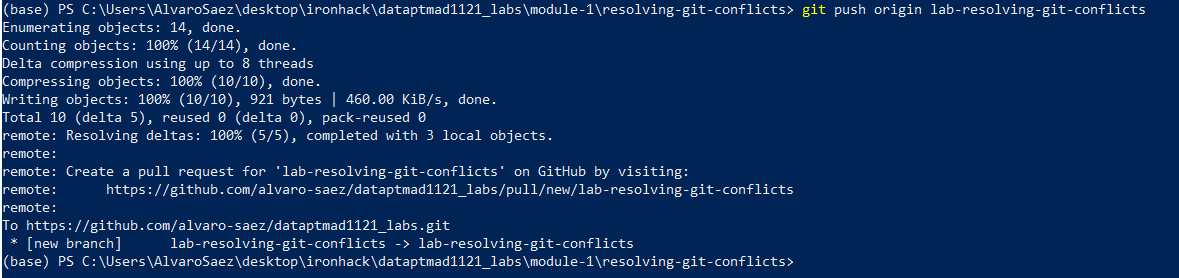 (base) PS C:\Users\AlvaroSaez\desktop\ironhack\dataptmad1121_labs\module-1\resolving-git-conflicts> git push origin lab-resolving-git-conflicts
Enumerating objects: 14, done.
Counting objects: 100% (14/14), done.
Delta compression using up to 8 threads
Compressing objects: 100% (10/10), done.
Writing objects: 100% (10/10), 921 bytes | 460.00 KiB/s, done.
Total 10 (delta 5), reused 0 (delta 0), pack-reused 0
remote: Resolving deltas: 100% (5/5), completed with 3 local objects.
remote:
remote: Create a pull request for 'lab-resolving-git-conflicts' on GitHub by visiting:
remote:      https://github.com/alvaro-saez/dataptmad1121_labs/pull/new/lab-resolving-git-conflicts
remote:
To https://github.com/alvaro-saez/dataptmad1121_labs.git
 * [new branch]      lab-resolving-git-conflicts -> lab-resolving-git-conflicts
(base) PS C:\Users\AlvaroSaez\desktop\ironhack\dataptmad1121_labs\module-1\resolving-git-conflicts>